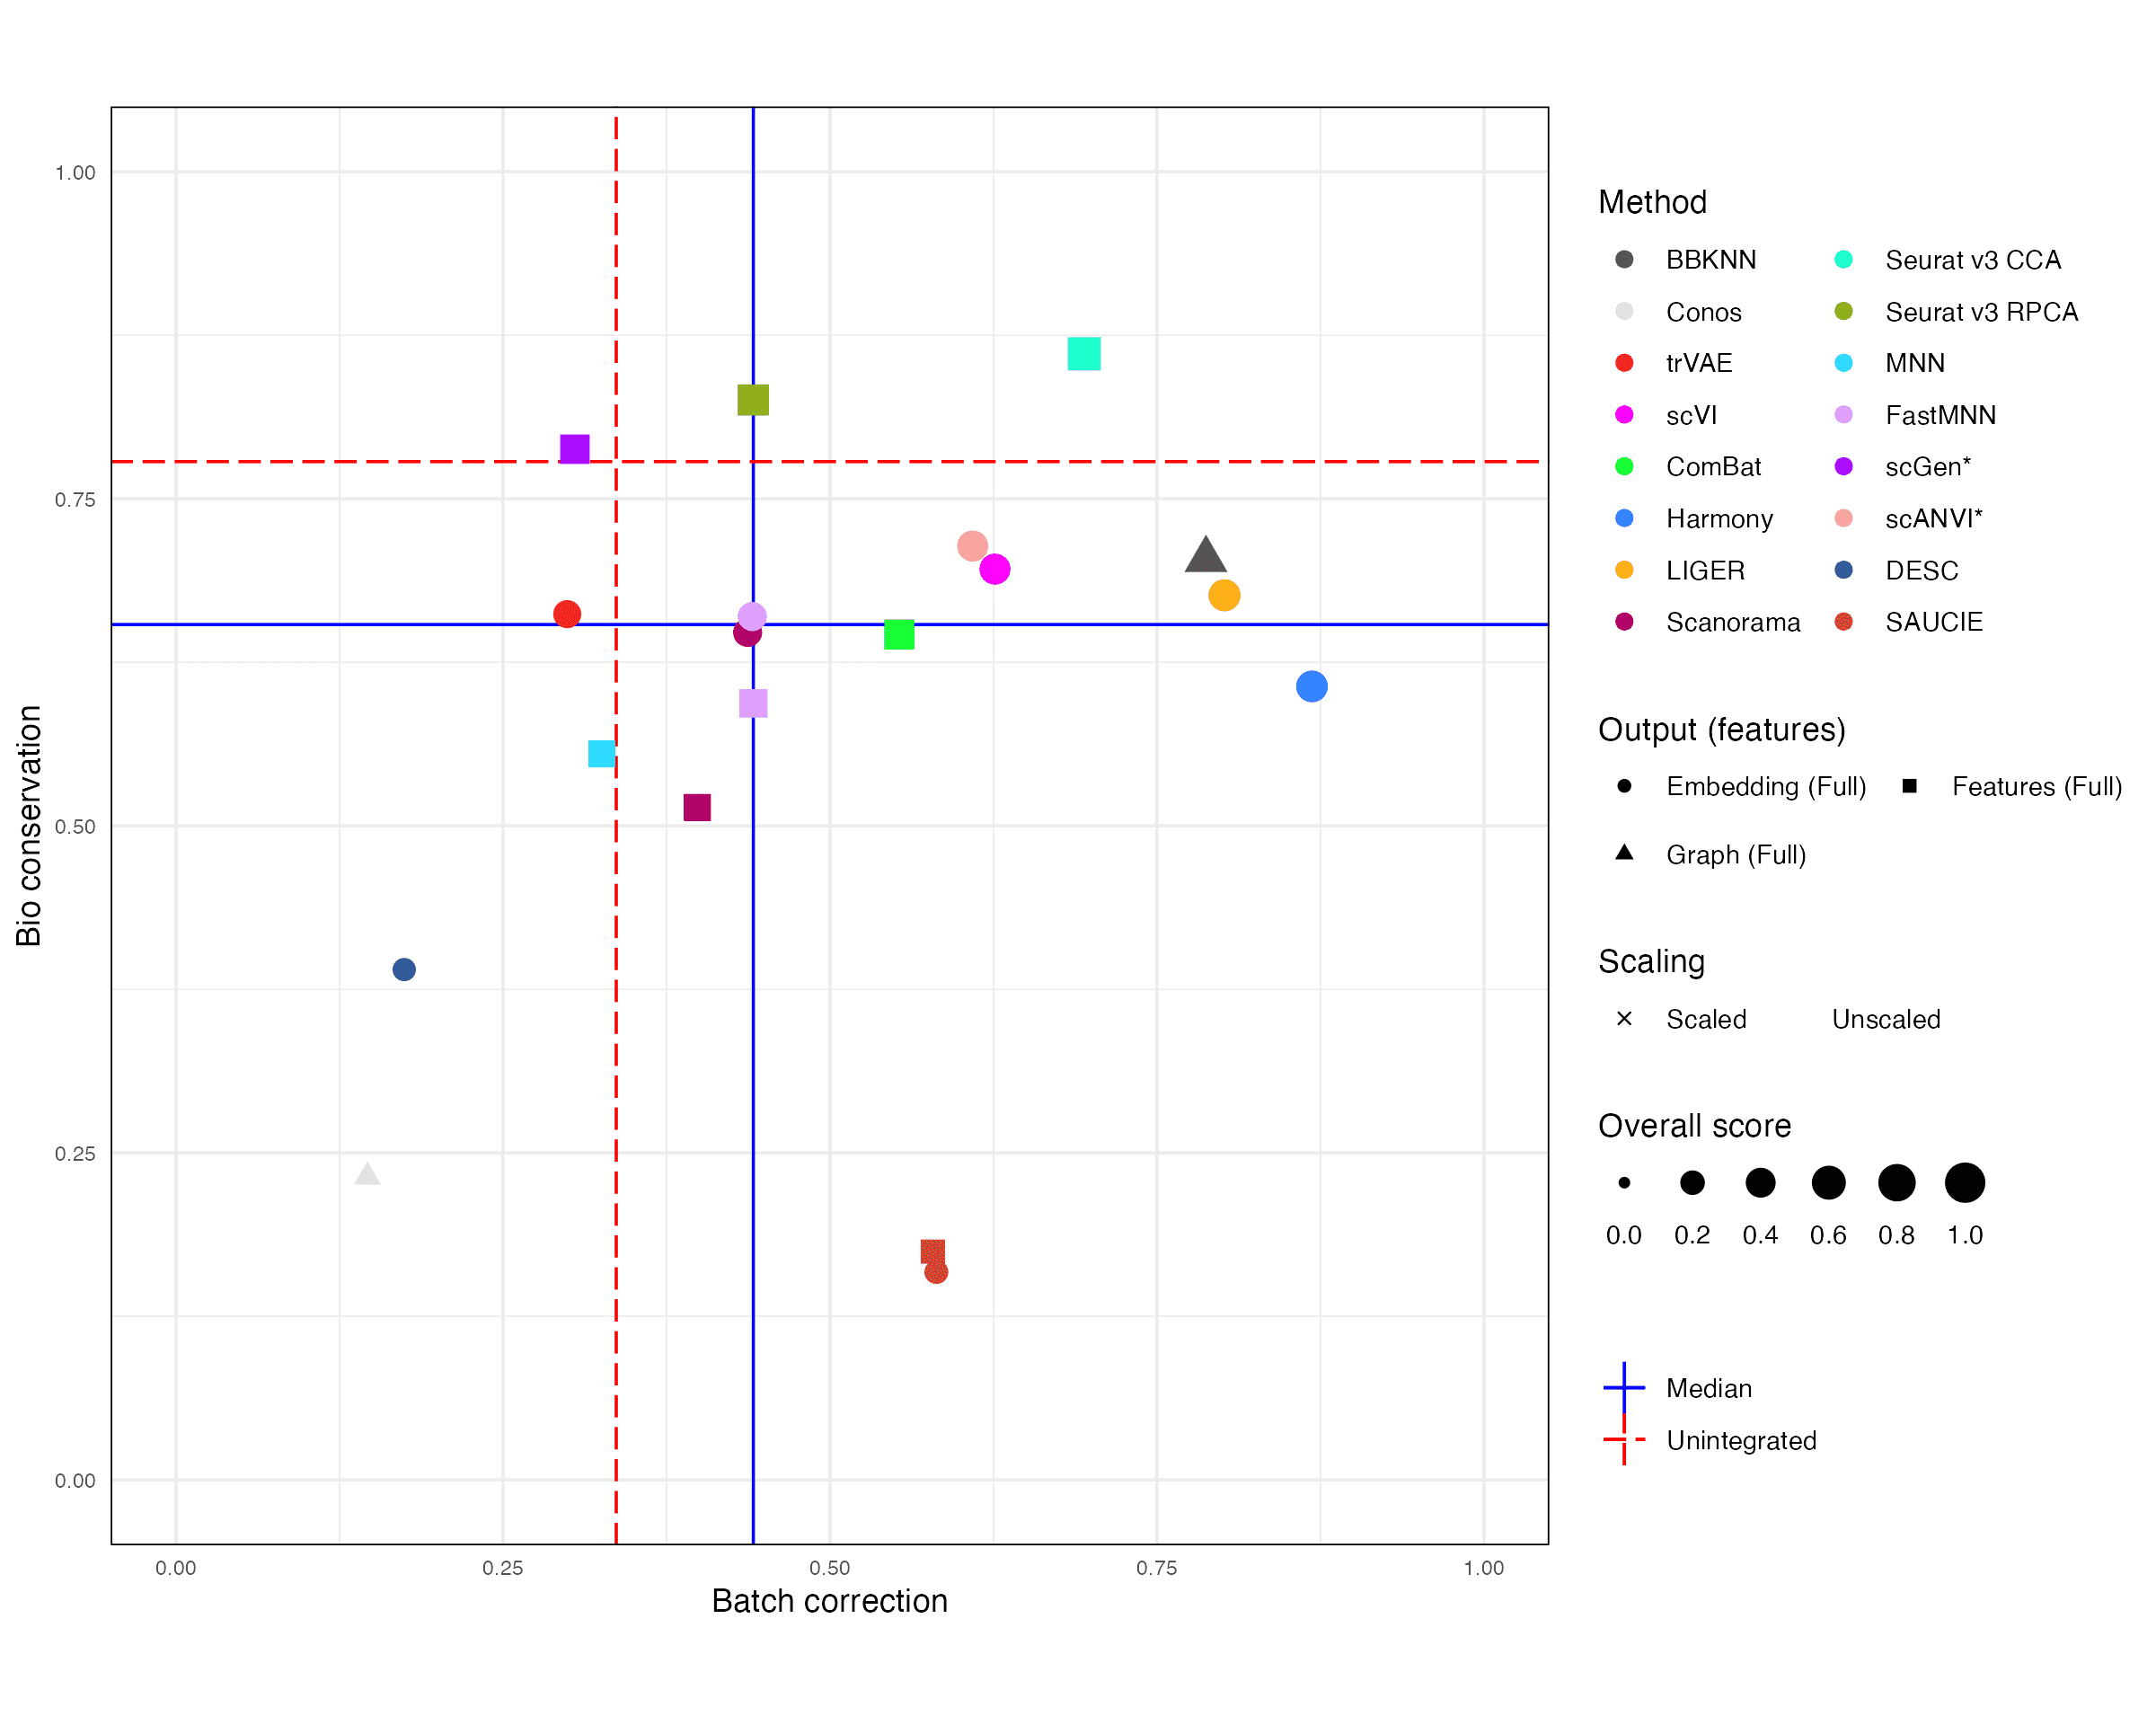 1.00
0.75
0.50
0.25
0.00
Bio conservation
0.00 0.25 0.50 0.75 1.00
Batch correction
Method
BBKNN Seurat v3 CCA
Conos Seurat v3 RPCA
trVAE MNN
scVI FastMNN
ComBat scGen*
Harmony scANVI*
LIGER DESC
Scanorama SAUCIE
Output (features)
Embedding (Full) Features (Full)
Graph (Full)
Scaling
Scaled Unscaled
Overall score
0.0 0.2 0.4 0.6 0.8 1.0
Median
Unintegrated